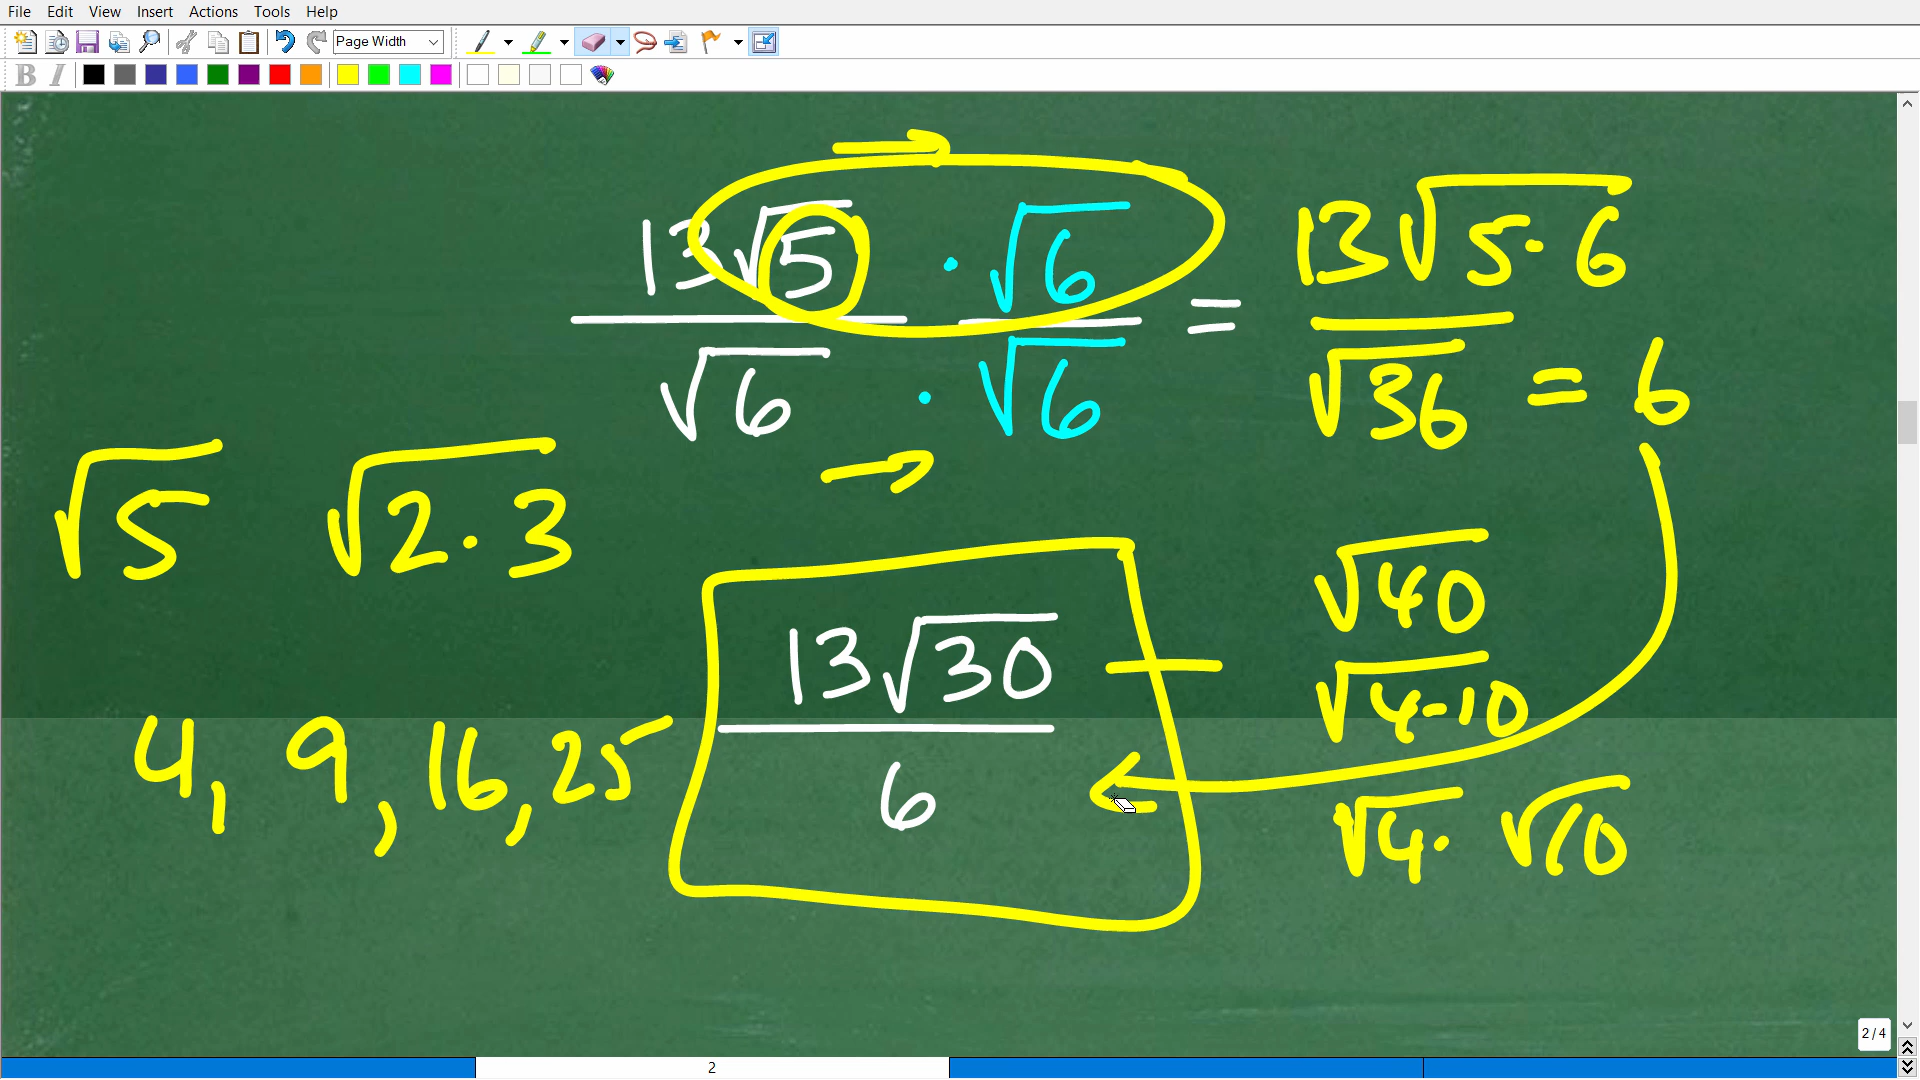 File Edit View Insert Actions Tools Help
Page Width
B I
13√5 · √6 = 13√5·6
√6 · √6 √36 = 6
√5 √2·3
√40
13√30 √4·10
4, 9, 16, 25
6 √4· √10
2 / 4
2